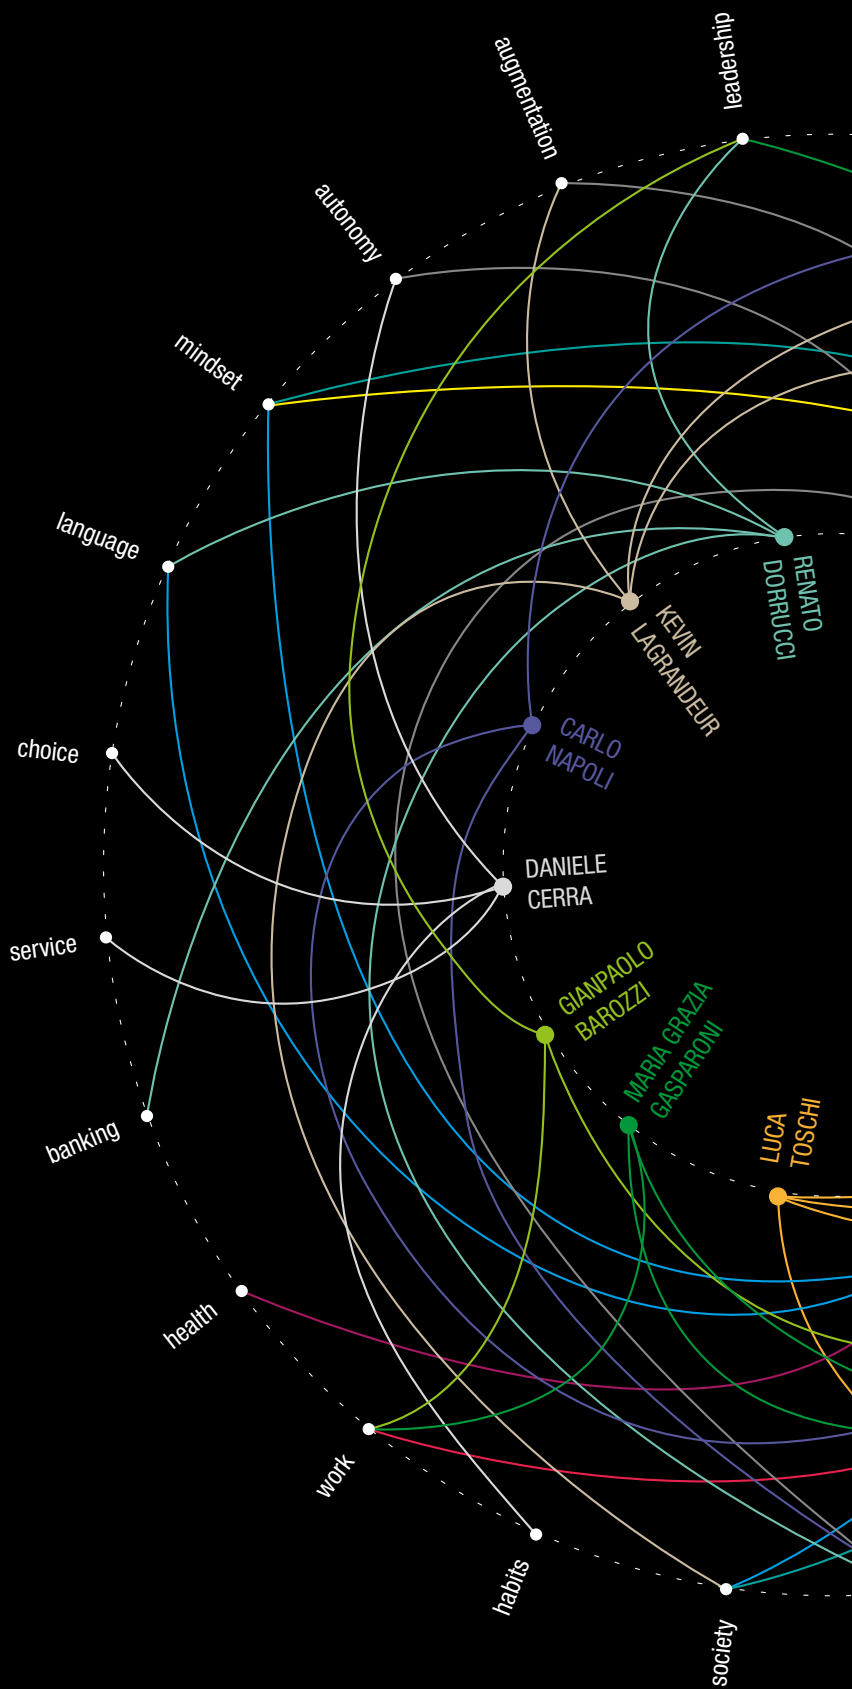 leadership
augmentation
autonomy
mindset
language
choice
service
banking
health
work
habits
society
RENATO
DORRUCCI
KEVIN
LAGRANDEUR
CARLO
NAPOLI
DANIELE
CERRA
GIANPAOLO
BAROZZI
MARIA GRAZIA
GASPARONI
LUCA
TOSCHI